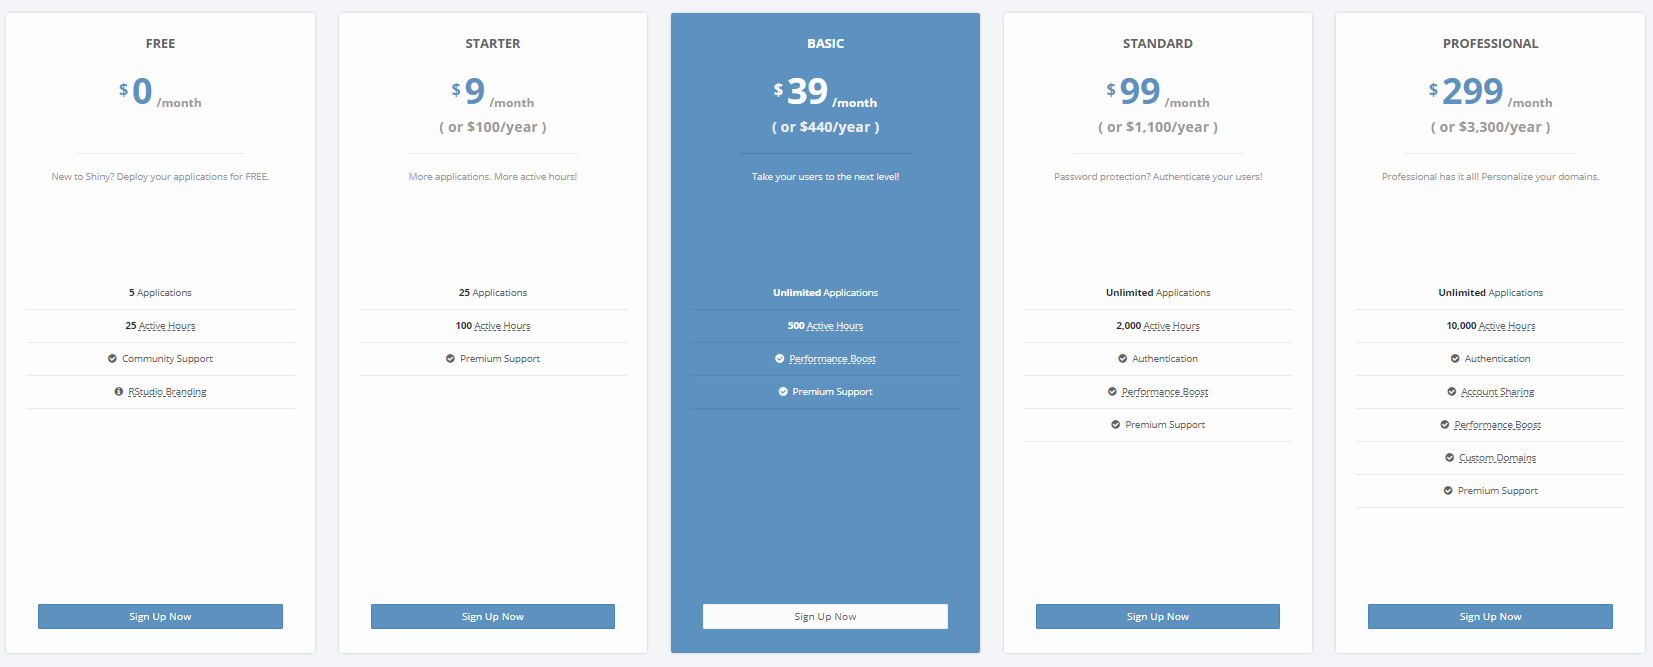 FREE
$ 0 /month
New to Shiny? Deploy your applications for FREE.
5 Applications
25 Active Hours
Community Support
RStudio Branding
Sign Up Now
STARTER
$ 9 /month
( or $100/year )
More applications. More active hours!
25 Applications
100 Active Hours
Premium Support
Sign Up Now
BASIC
$ 39 /month
( or $440/year )
Take your users to the next level!
Unlimited Applications
500 Active Hours
Performance Boost
Premium Support
Sign Up Now
STANDARD
$ 99 /month
( or $1,100/year )
Password protection? Authenticate your users!
Unlimited Applications
2,000 Active Hours
Authentication
Performance Boost
Premium Support
Sign Up Now
PROFESSIONAL
$ 299 /month
( or $3,300/year )
Professional has it all! Personalize your domains.
Unlimited Applications
10,000 Active Hours
Authentication
Account Sharing
Performance Boost
Custom Domains
Premium Support
Sign Up Now